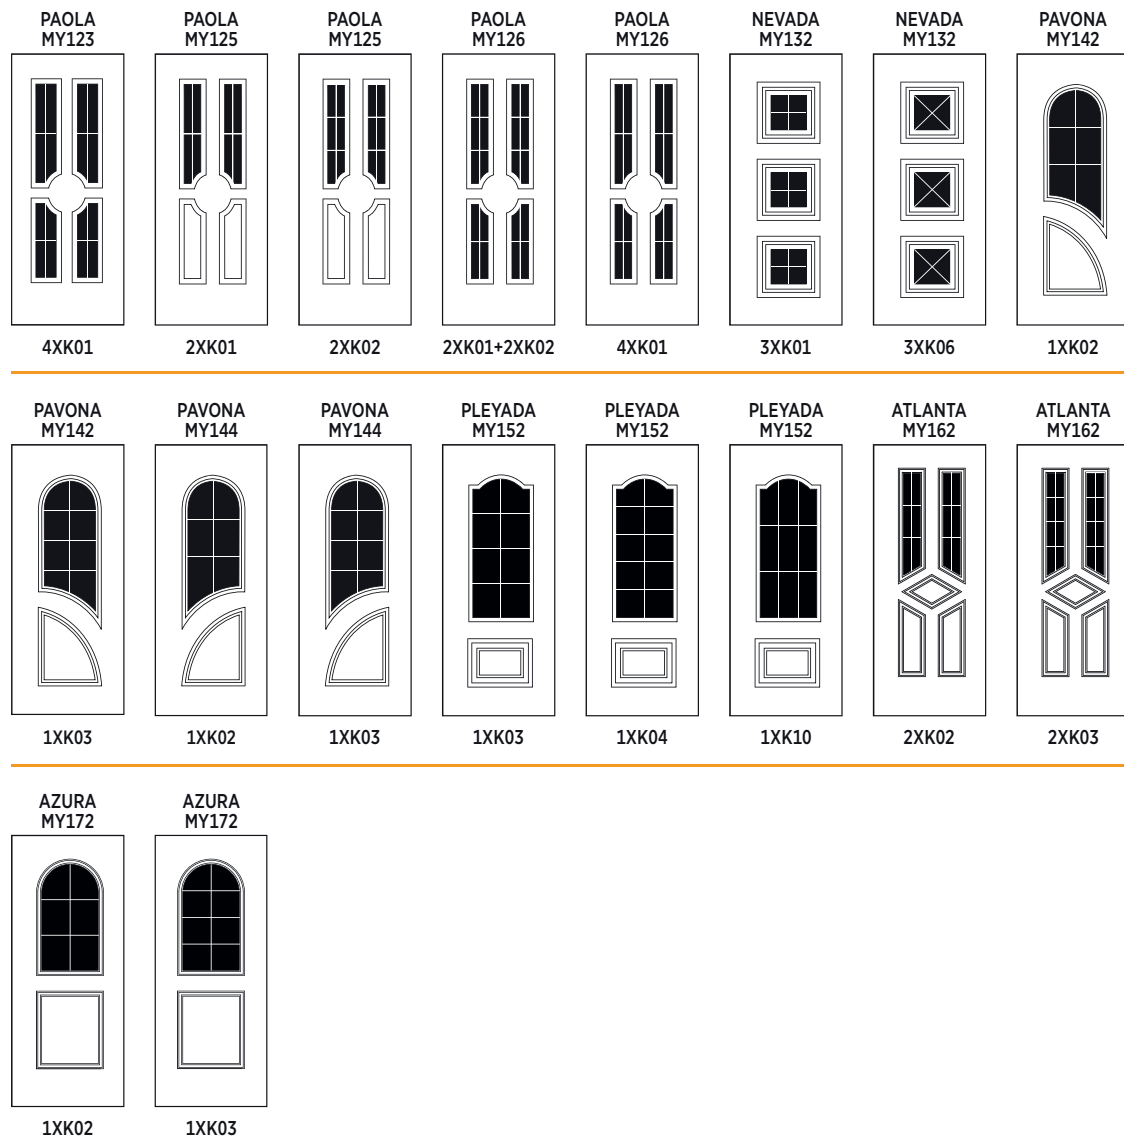 PAOLA
MY123
PAOLA
MY125
PAOLA
MY125
PAOLA
MY126
PAOLA
MY126
NEVADA
MY132
NEVADA
MY132
PAVONA
MY142
4XK01
2XK01
2XK02
2XK01+2XK02
4XK01
3XK01
3XK06
1XK02
PAVONA
MY142
PAVONA
MY144
PAVONA
MY144
PLEYADA
MY152
PLEYADA
MY152
PLEYADA
MY152
ATLANTA
MY162
ATLANTA
MY162
1XK03
1XK02
1XK03
1XK03
1XK04
1XK10
2XK02
2XK03
AZURA
MY172
AZURA
MY172
1XK02
1XK03